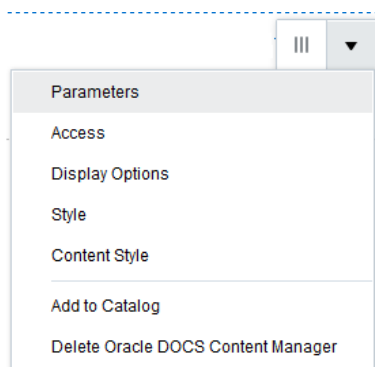 Parameters
Access
Display Options
Style
Content Style
Add to Catalog
Delete Oracle DOCS Content Manager